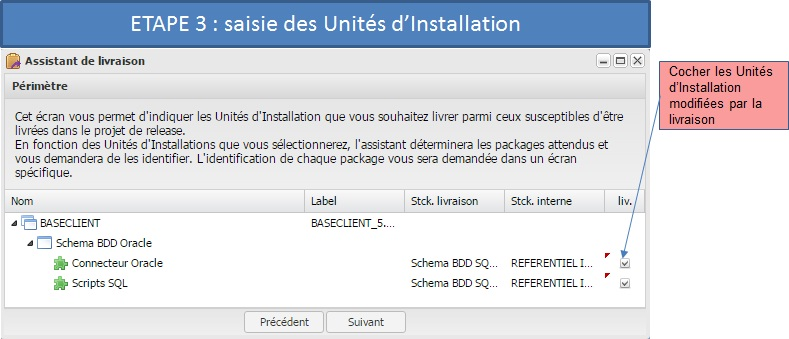 ETAPE 3 : saisie des Unités d'Installation
Assistant de livraison
Périmètre
Cet écran vous permet d'indiquer les Unités d'Installation que vous souhaitez livrer parmi ceux susceptibles d'être
livrées dans le projet de release.
En fonction des Unités d'Installations que vous sélectionnerez, l'assistant déterminera les packages attendus et
vous demandera de les identifier. L'identification de chaque package vous sera demandée dans un écran
spécifique.
Nom Label Stck. livraison Stck. interne liv.
BASECLIENT BASECLIENT_5....
Schema BDD Oracle
Connecteur Oracle Schema BDD SQ... REFERENTIEL I...
Scripts SQL Schema BDD SQ... REFERENTIEL I...
Précédent Suivant
Cocher les Unités
d'Installation
modifiées par la
livraison